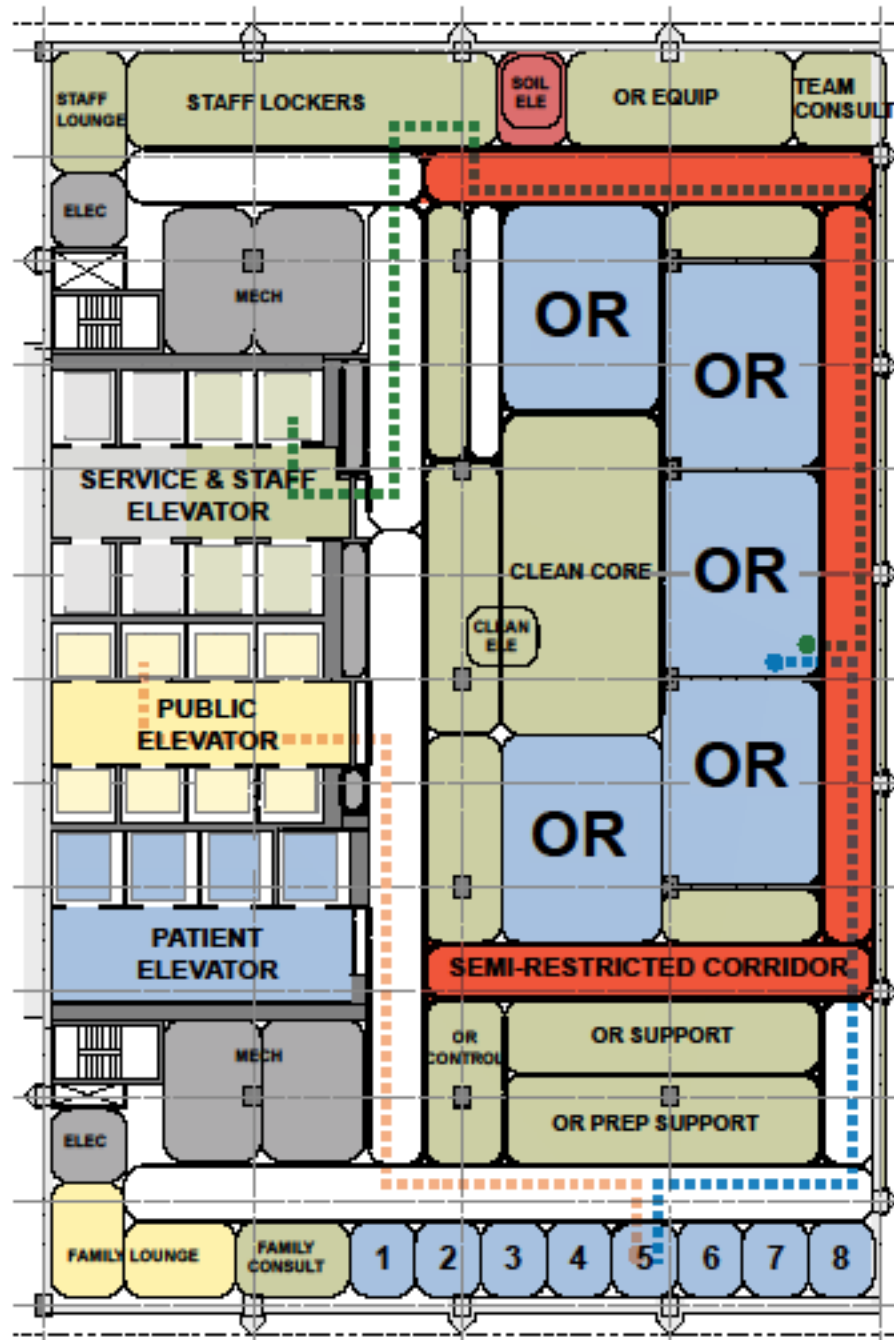 STAFF
LOUNGE
STAFF LOCKERS
SOIL
ELE
OR EQUIP
TEAM
CONSULT
ELEC
MECH
OR
OR
SERVICE & STAFF
ELEVATOR
CLEAN CORE
OR
CLEAN
ELE
PUBLIC
ELEVATOR
OR
OR
PATIENT
ELEVATOR
SEMI-RESTRICTED CORRIDOR
MECH
OR
CONTROL
OR SUPPORT
OR PREP SUPPORT
ELEC
FAMILY LOUNGE
FAMILY
CONSULT
1
2
3
4
5
6
7
8